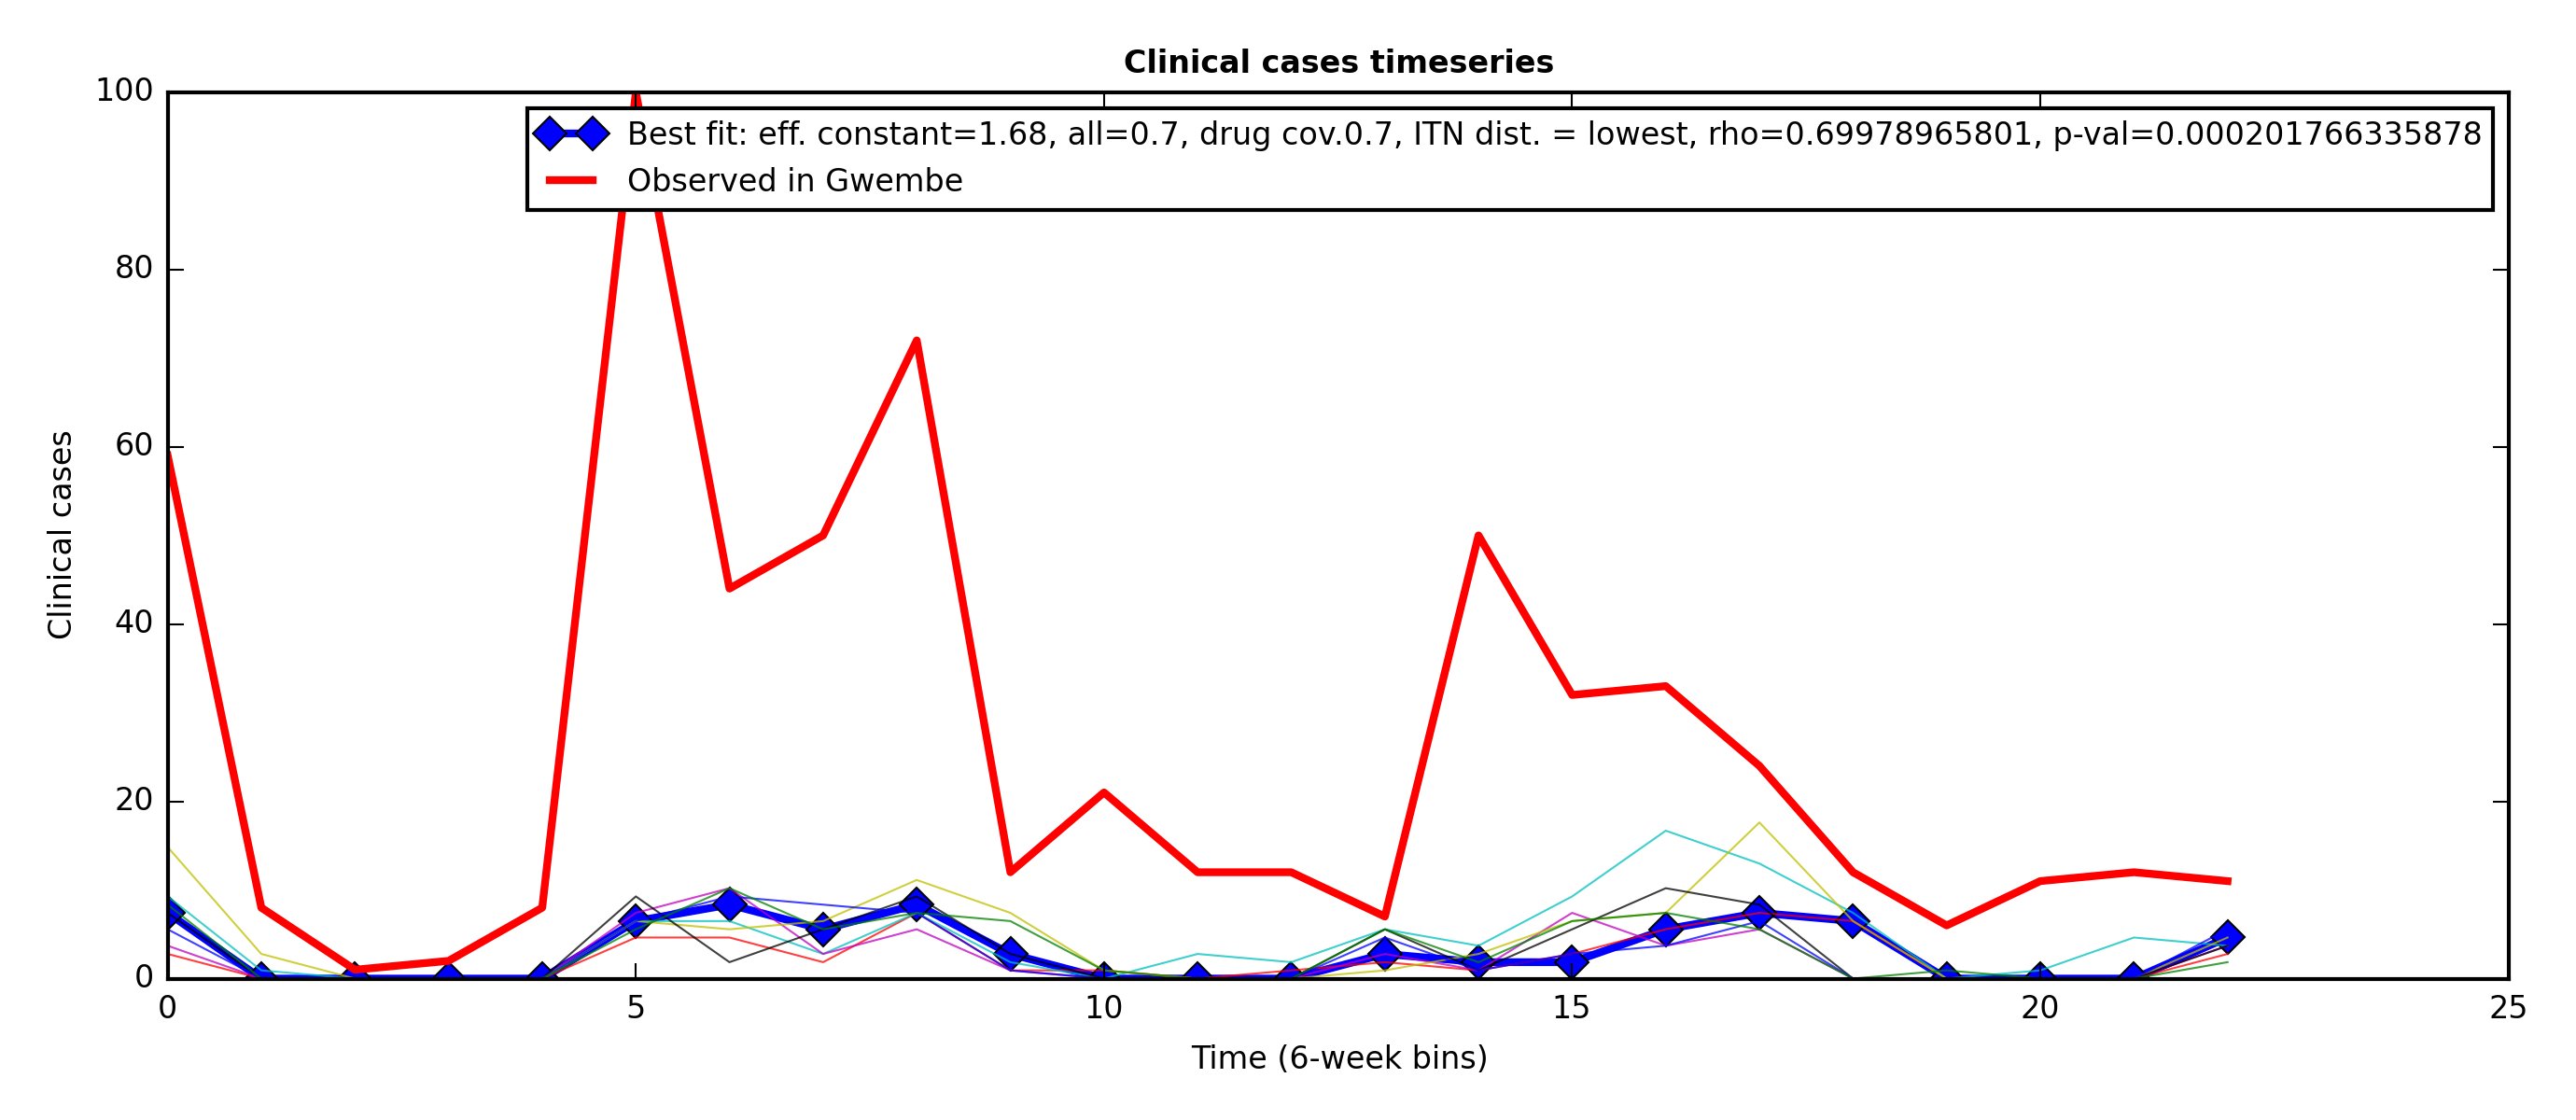 Clinical cases timeseries
100
80
60
40
20
0
Clinical cases
Best fit: eff. constant=1.68, all=0.7, drug cov.0.7, ITN dist. = lowest, rho=0.69978965801, p-val=0.000201766335878
Observed in Gwembe
0 5 10 15 20 25
Time (6-week bins)